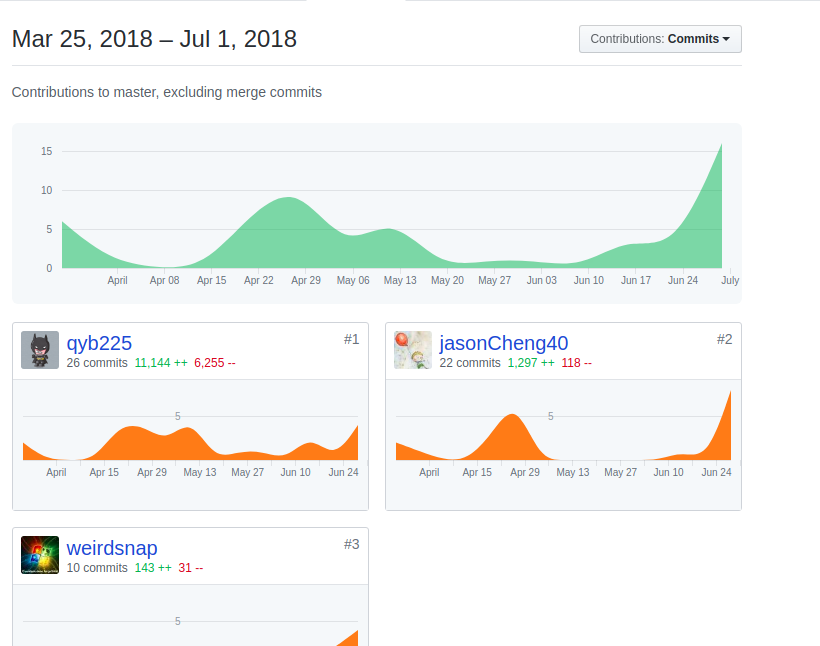 Mar 25, 2018 – Jul 1, 2018
Contributions: Commits
Contributions to master, excluding merge commits
15
10
5
0
April Apr 08 Apr 15 Apr 22 Apr 29 May 06 May 13 May 20 May 27 Jun 03 Jun 10 Jun 17 Jun 24 July
qyb225 #1
26 commits 11,144 ++ 6,255 --
5
April Apr 15 Apr 29 May 13 May 27 Jun 10 Jun 24
jasonCheng40 #2
22 commits 1,297 ++ 118 --
5
April Apr 15 Apr 29 May 13 May 27 Jun 10 Jun 24
weirdsnap #3
10 commits 143 ++ 31 --
5